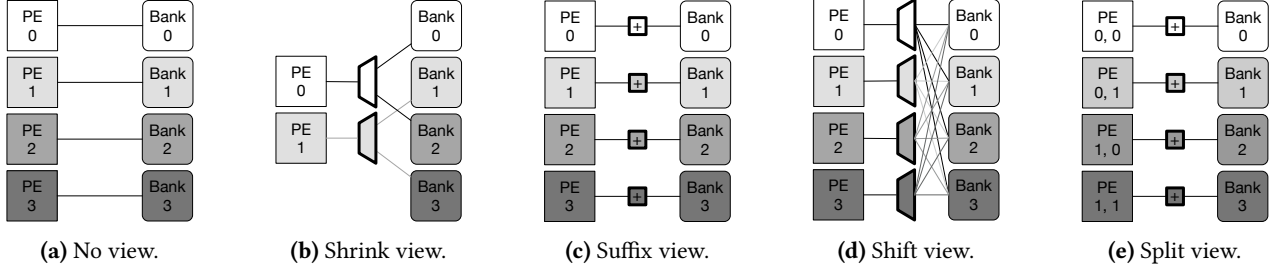 PE
0
Bank
0
PE
1
Bank
1
PE
2
Bank
2
PE
3
Bank
3
(a) No view.
PE
0
PE
1
Bank
0
Bank
1
Bank
2
Bank
3
(b) Shrink view.
PE
0
+
Bank
0
PE
1
+
Bank
1
PE
2
+
Bank
2
PE
3
+
Bank
3
(c) Suffix view.
PE
0
Bank
0
PE
1
Bank
1
PE
2
Bank
2
PE
3
Bank
3
(d) Shift view.
PE
0, 0
+
Bank
0
PE
0, 1
+
Bank
1
PE
1, 0
+
Bank
2
PE
1, 1
+
Bank
3
(e) Split view.